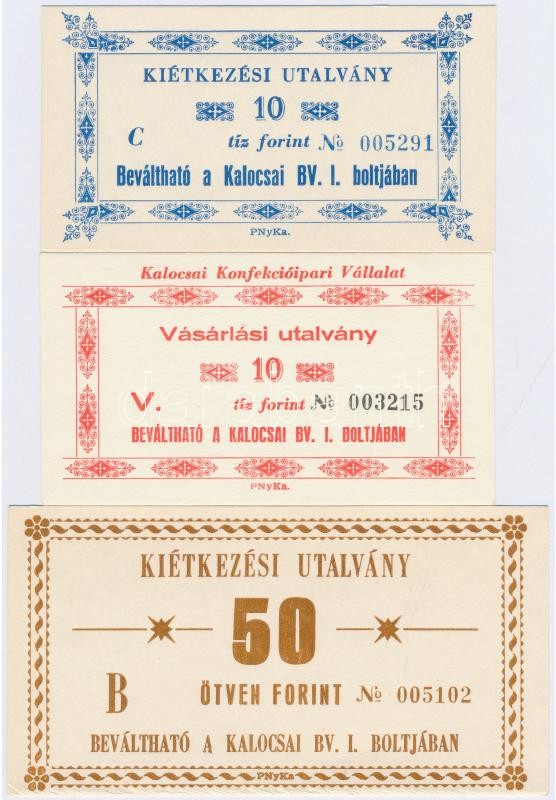 KIÉTKEZÉSI UTALVÁNY
10
C tíz forint № 005291
Beváltható a Kalocsai BV. I. boltjában
PNyKa.
Kalocsai Konfekcióipari Vállalat
Vásárlási utalvány
10
V. tíz forint № 003215
BEVÁLTHATÓ A KALOCSAI BV. I. BOLTJÁBAN
PNyKa.
KIÉTKEZÉSI UTALVÁNY
50
B ÖTVEN FORINT № 005102
BEVÁLTHATÓ A KALOCSAI BV. I. BOLTJÁBAN
PNyKa